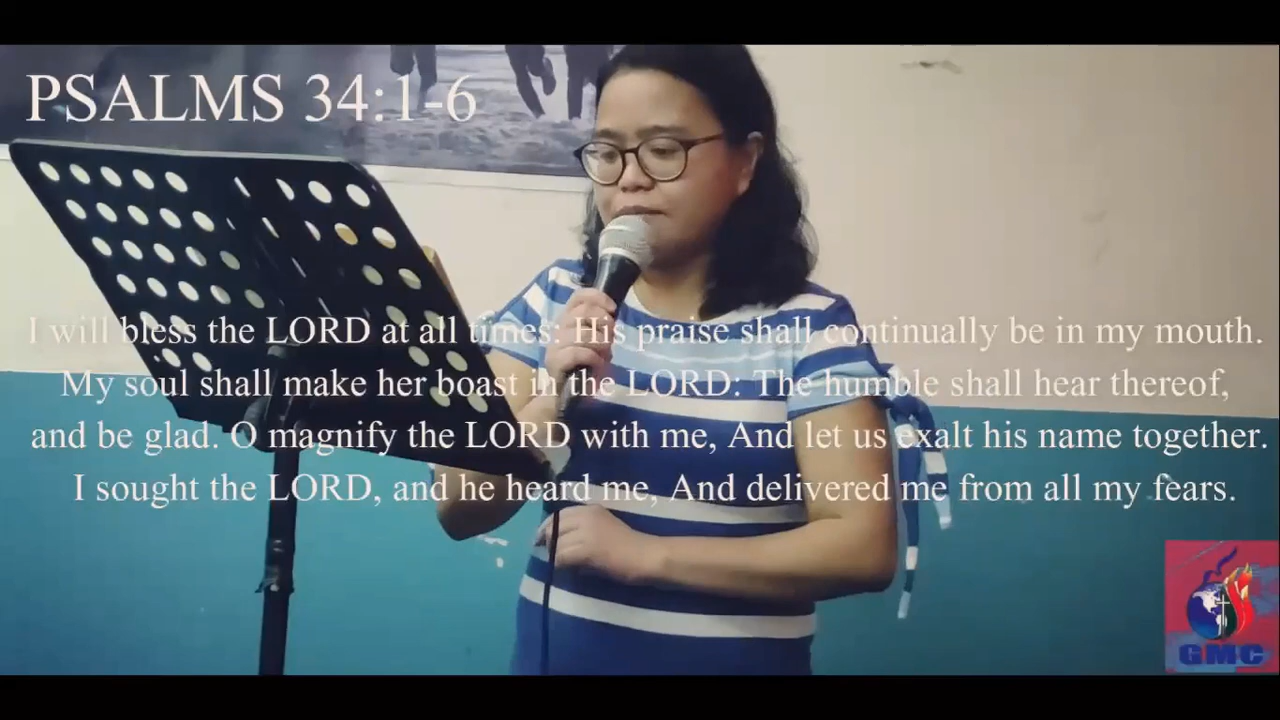 PSALMS 34:1-6
I will bless the LORD at all times: His praise shall continually be in my mouth.
My soul shall make her boast in the LORD: The humble shall hear thereof,
and be glad. O magnify the LORD with me, And let us exalt his name together.
I sought the LORD, and he heard me, And delivered me from all my fears.
GMC